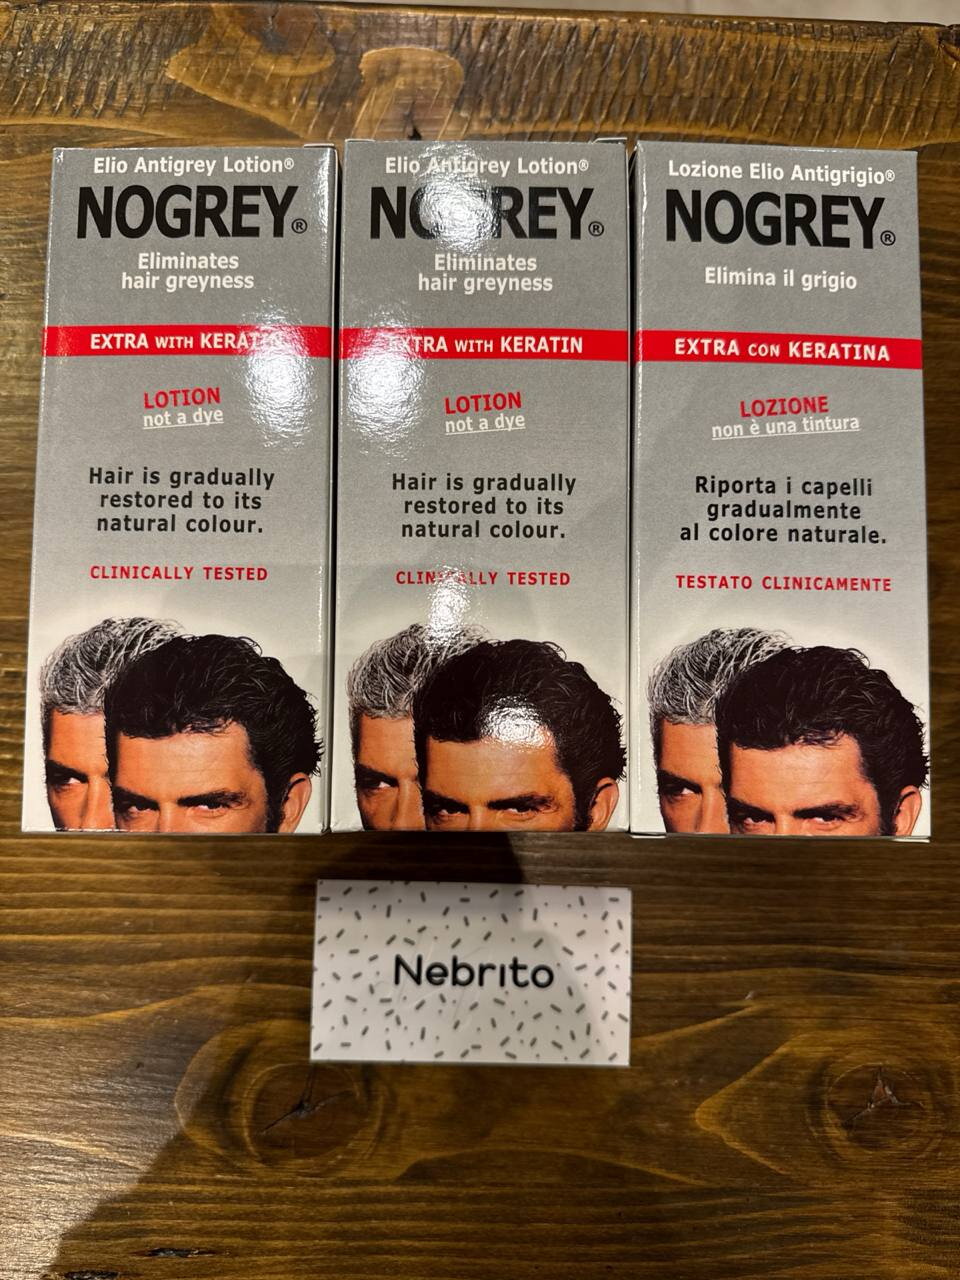 Elio Antigrey Lotion®
NOGREY®
Eliminates
hair greyness
EXTRA WITH KERATIN
LOTION
not a dye
Hair is gradually
restored to its
natural colour.
CLINICALLY TESTED
Elio Antigrey Lotion®
NOGREY®
Eliminates
hair greyness
EXTRA WITH KERATIN
LOTION
not a dye
Hair is gradually
restored to its
natural colour.
CLINICALLY TESTED
Lozione Elio Antigrigio®
NOGREY®
Elimina il grigio
EXTRA CON KERATINA
LOZIONE
non è una tintura
Riporta i capelli
gradualmente
al colore naturale.
TESTATO CLINICAMENTE
Nebrito